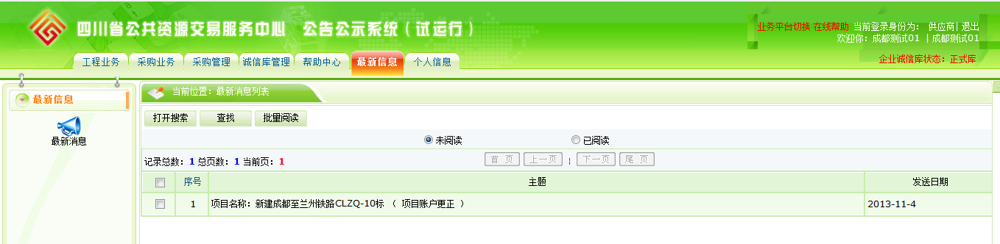 四川省公共资源交易服务中心 公告公示系统（试运行）
业务平台切换 在线帮助 当前登录身份为： 供应商| 退出
欢迎你：成都测试01 | 成都测试01
企业诚信库状态：正式库
工程业务 采购业务 采购管理 诚信库管理 帮助中心 最新信息 个人信息
最新信息
最新消息
当前位置：最新消息列表
打开搜索 查找 批量阅读
未阅读 已阅读
记录总数：1 总页数：1 当前页：1
首 页 上一页 ¦ 下一页 尾 页
序号 主题 发送日期
1 项目名称：新建成都至兰州铁路CLZQ-10标 （ 项目账户更正 ） 2013-11-4